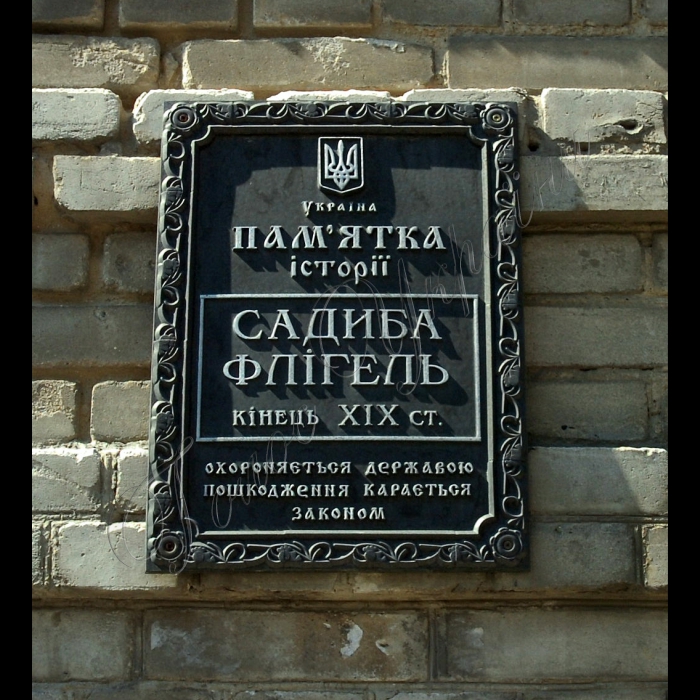 Україна
ПАМ'ЯТКА
історії
САДИБА
ФЛІГЕЛЬ
кінець XIX ст.
охороняється державою
пошкодження карається
законом